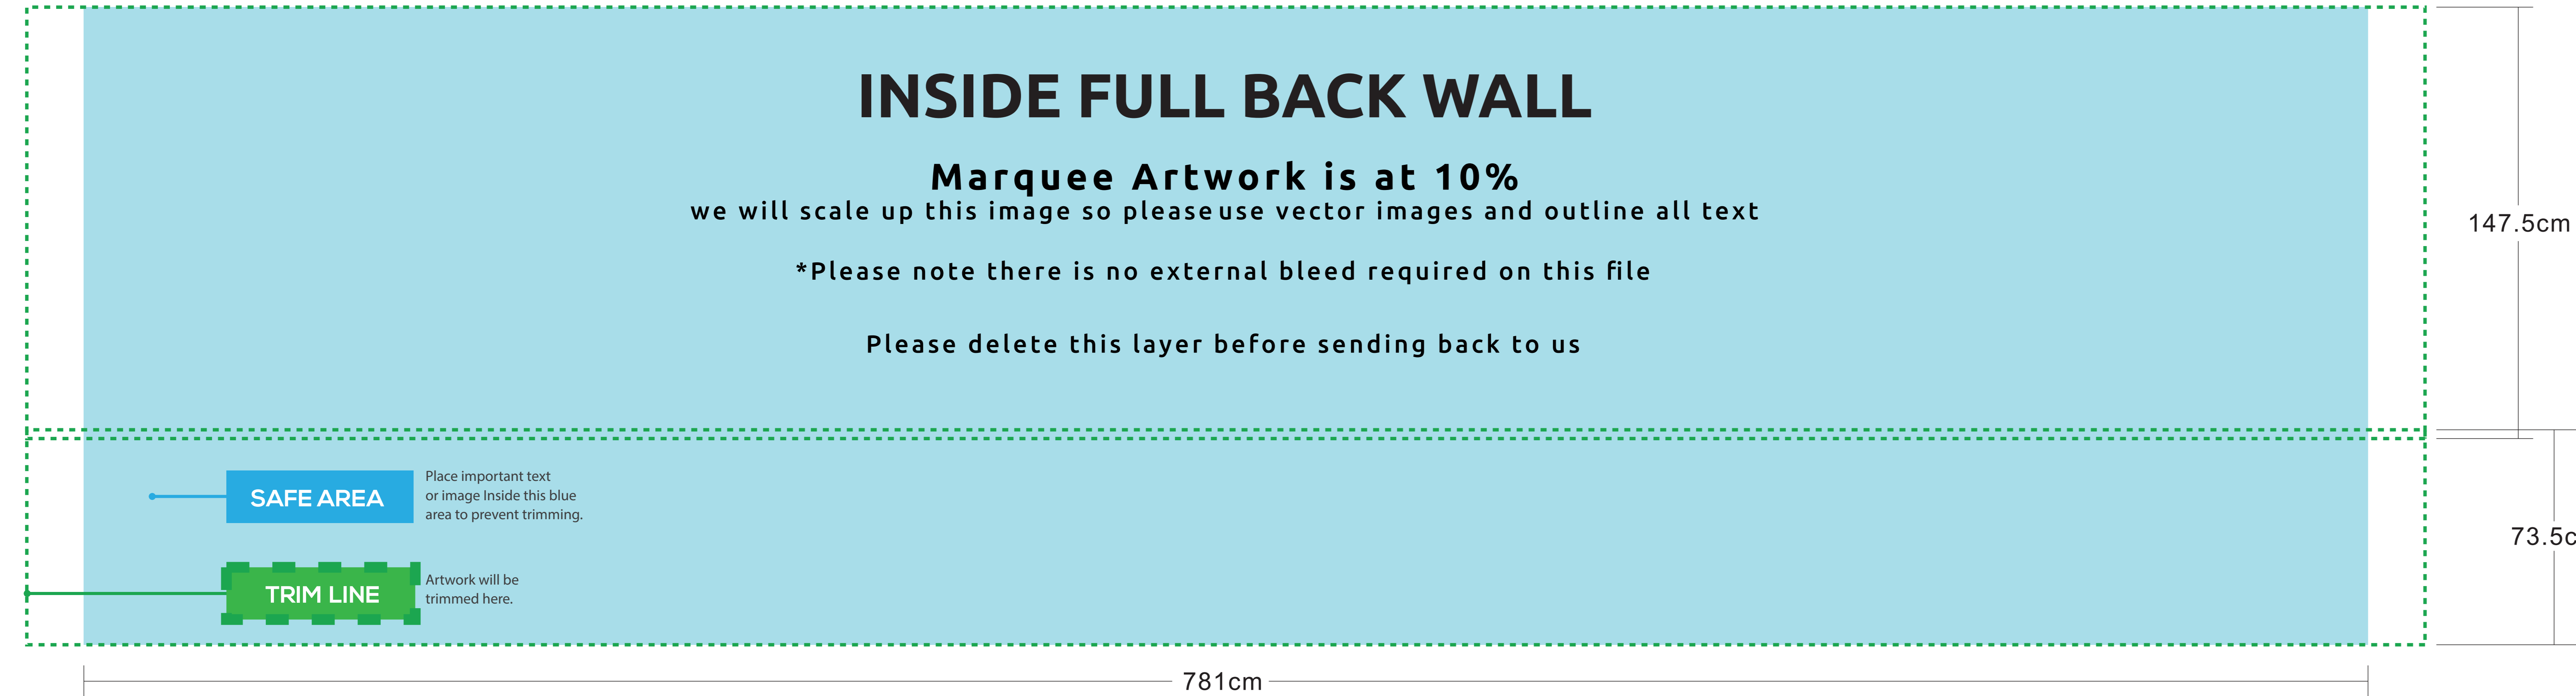 INSIDE FULL BACK WALL
Marquee Artwork is at 10%
we will scale up this image so please use vector images and outline all text
*Please note there is no external bleed required on this file
Please delete this layer before sending back to us
147.5cm
SAFE AREA
Place important text
or image Inside this blue
area to prevent trimming.
73.5c
TRIM LINE
Artwork will be
trimmed here.
781cm